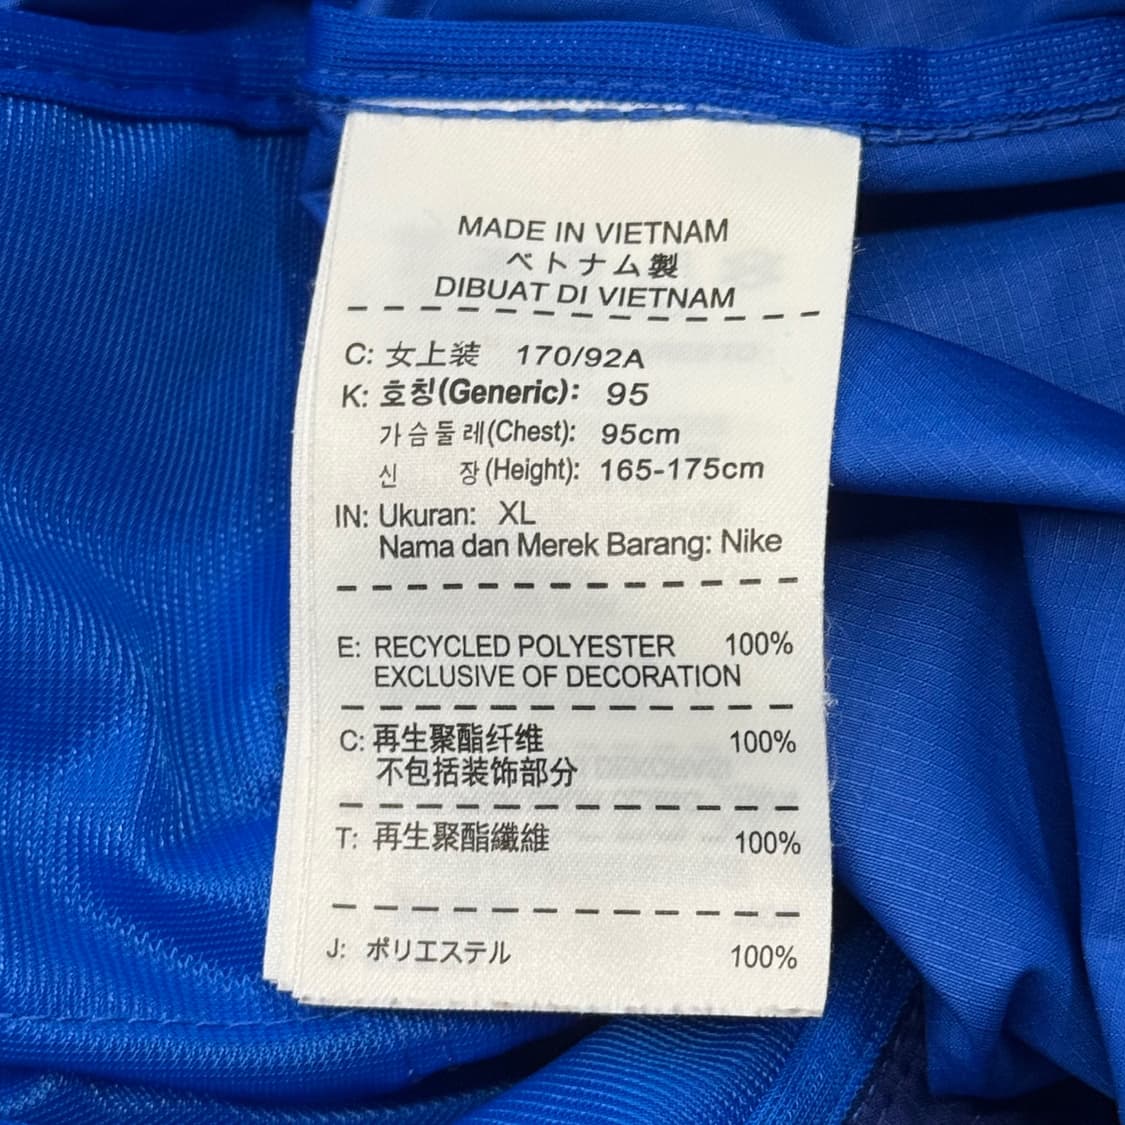 MADE IN VIETNAM
ベトナム製
DIBUAT DI VIETNAM
C: 女上装 170/92A
K: 호칭(Generic): 95
가슴둘레(Chest): 95cm
신 장(Height): 165-175cm
IN: Ukuran: XL
Nama dan Merek Barang: Nike
E: RECYCLED POLYESTER 100%
EXCLUSIVE OF DECORATION
C: 再生聚酯纤维 100%
不包括装饰部分
T: 再生聚酯纖維 100%
J: ポリエステル 100%